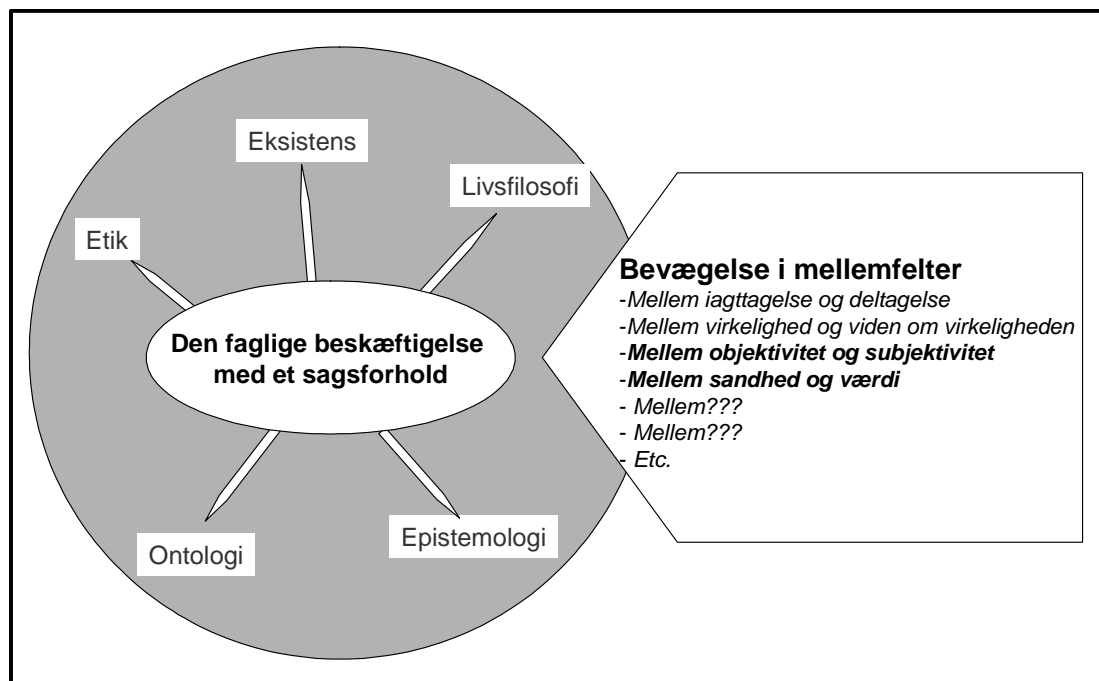 Eksistens
Livsfilosofi
Etik
Den faglige beskæftigelse
med et sagsforhold
Ontologi
Epistemologi
Bevægelse i mellemfelter
-Mellem iagttagelse og deltagelse
-Mellem virkelighed og viden om virkeligheden
-Mellem objektivitet og subjektivitet
-Mellem sandhed og værdi
- Mellem???
- Mellem???
- Etc.